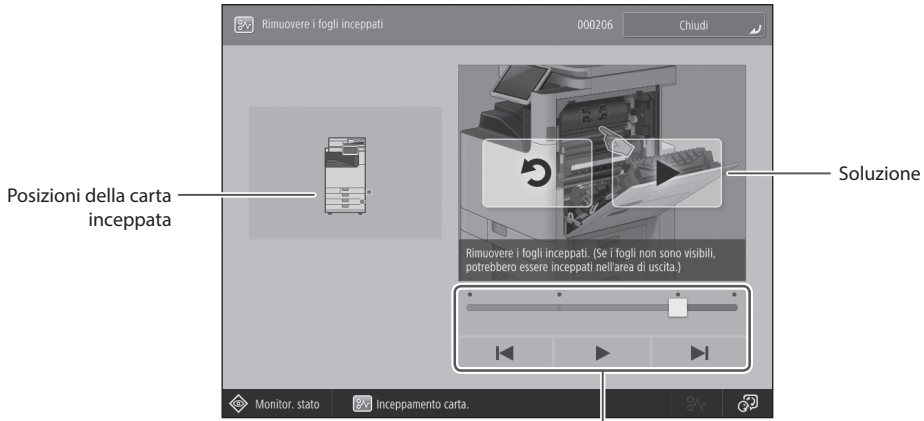 Rimuovere i fogli inceppati
000206
Chiudi
Posizioni della carta
inceppata
Soluzione
Rimuovere i fogli inceppati. (Se i fogli non sono visibili,
potrebbero essere inceppati nell'area di uscita.)
Monitor. stato
Inceppamento carta.